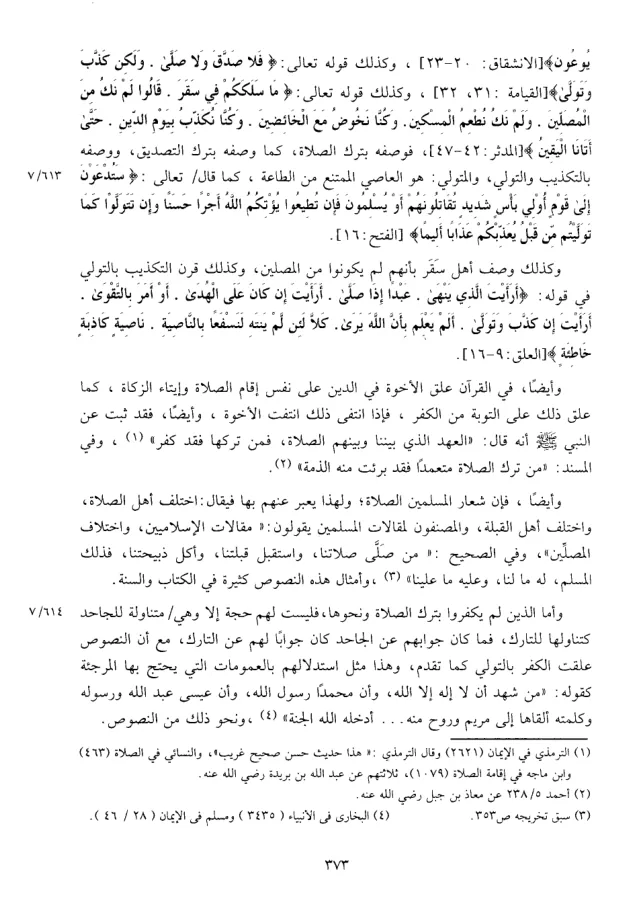 يُوعُون﴾[الانشقاق: ٢٠-٢٣] ، وكذلك قوله تعالى:﴿ فَلا صَدَّقَ وَلا صَلَّىٰ . وَلَكِن كَذَّبَ
وَتَوَلَّىٰ﴾[القيامة :٣١، ٣٢] ، وكذلك قوله تعالى:﴿ مَا سَلَكَكُمْ فِي سَقَرَ . قَالُوا لَمْ نَكُ مِنَ
الْمُصَلِّينَ . وَلَمْ نَكُ نُطْعِمُ الْمِسْكِينَ . وَكُنَّا نَخُوضُ مَعَ الْخَائِضِينَ . وَكُنَّا نُكَذِّبُ بِيَوْمِ الدِّينِ . حَتَّىٰ
أَتَانَا الْيَقِينُ ﴾[المدثر:٤٢-٤٧]، فوصفه بترك الصلاة، كما وصفه بترك التصديق، ووصفه
بالتكذيب والتولي، والمتولي: هو العاصي الممتنع من الطاعة ، كما قال/ تعالى :﴿ سَتُدْعَوْنَ ٧/٦١٣
إِلَىٰ قَوْمٍ أُولِي بَأْسٍ شَدِيدٍ تُقَاتِلُونَهُمْ أَوْ يُسْلِمُونَ فَإِن تُطِيعُوا يُؤْتِكُمُ اللَّهُ أَجْرًا حَسَنًا وَإِن تَتَوَلَّوْا كَمَا
تَوَلَّيْتُم مِّن قَبْلُ يُعَذِّبْكُمْ عَذَابًا أَلِيمًا﴾ [الفتح:١٦].
وكذلك وصف أهل سَقَر بأنهم لم يكونوا من المصلين، وكذلك قرن التكذيب بالتولي
في قوله: ﴿أَرَأَيْتَ الَّذِي يَنْهَىٰ . عَبْدًا إِذَا صَلَّىٰ . أَرَأَيْتَ إِن كَانَ عَلَى الْهُدَىٰ . أَوْ أَمَرَ بِالتَّقْوَىٰ .
أَرَأَيْتَ إِن كَذَّبَ وَتَوَلَّىٰ . أَلَمْ يَعْلَم بِأَنَّ اللَّهَ يَرَىٰ. كَلاَّ لَئِن لَّمْ يَنتَهِ لَنَسْفَعًا بِالنَّاصِيَةِ . نَاصِيَةٍ كَاذِبَةٍ
خَاطِئَةٍ ﴾[العلق:٩-١٦].
وأيضًا، في القرآن علق الأخوة في الدين على نفس إقام الصلاة وإيتاء الزكاة ، كما
علق ذلك على التوبة من الكفر ، فإذا انتفى ذلك انتفت الأخوة ، وأيضًا، فقد ثبت عن
النبي ﷺ أنه قال: «العهد الذي بيننا وبينهم الصلاة، فمن تركها فقد كفر» (١) ، وفي
المسند: «من ترك الصلاة متعمدًا فقد برئت منه الذمة» (٢).
وأيضًا ، فإن شعار المسلمين الصلاة؛ ولهذا يعبر عنهم بها فيقال:اختلف أهل الصلاة،
واختلف أهل القبلة، والمصنفون لمقالات المسلمين يقولون:« مقالات الإسلاميين، واختلاف
المصلِّين»، وفي الصحيح :« من صلَّى صلاتنا، واستقبل قبلتنا، وأكل ذبيحتنا، فذلك
المسلم، له ما لنا، وعليه ما علينا» (٣) ،وأمثال هذه النصوص كثيرة في الكتاب والسنة.
وأما الذين لم يكفروا بترك الصلاة ونحوها،فليست لهم حجة إلا وهي/ متناولة للجاحد ٧/٦١٤
كتناولها للتارك، فما كان جوابهم عن الجاحد كان جوابًا لهم عن التارك، مع أن النصوص
علقت الكفر بالتولي كما تقدم، وهذا مثل استدلالهم بالعمومات التي يحتج بها المرجئة
كقوله: «من شهد أن لا إله إلا الله، وأن محمدًا رسول الله، وأن عيسى عبد الله ورسوله
وكلمته ألقاها إلى مريم وروح منه... أدخله الله الجنة» (٤) ،ونحو ذلك من النصوص.
(١) الترمذي في الإيمان (٢٦٢١) وقال الترمذي :« هذا حديث حسن صحيح غريب»، والنسائي في الصلاة (٤٦٣)
وابن ماجه في إقامة الصلاة (١٠٧٩)، ثلاثتهم عن عبد الله بن بريدة رضي الله عنه.
(٢) أحمد ٢٣٨/٥ عن معاذ بن جبل رضي الله عنه.
(٣) سبق تخريجه ص٣٥٣. (٤) البخارى فى الأنبياء ( ٣٤٣٥ ) ومسلم فى الإيمان ( ٢٨ / ٤٦ ) .
٣٧٣